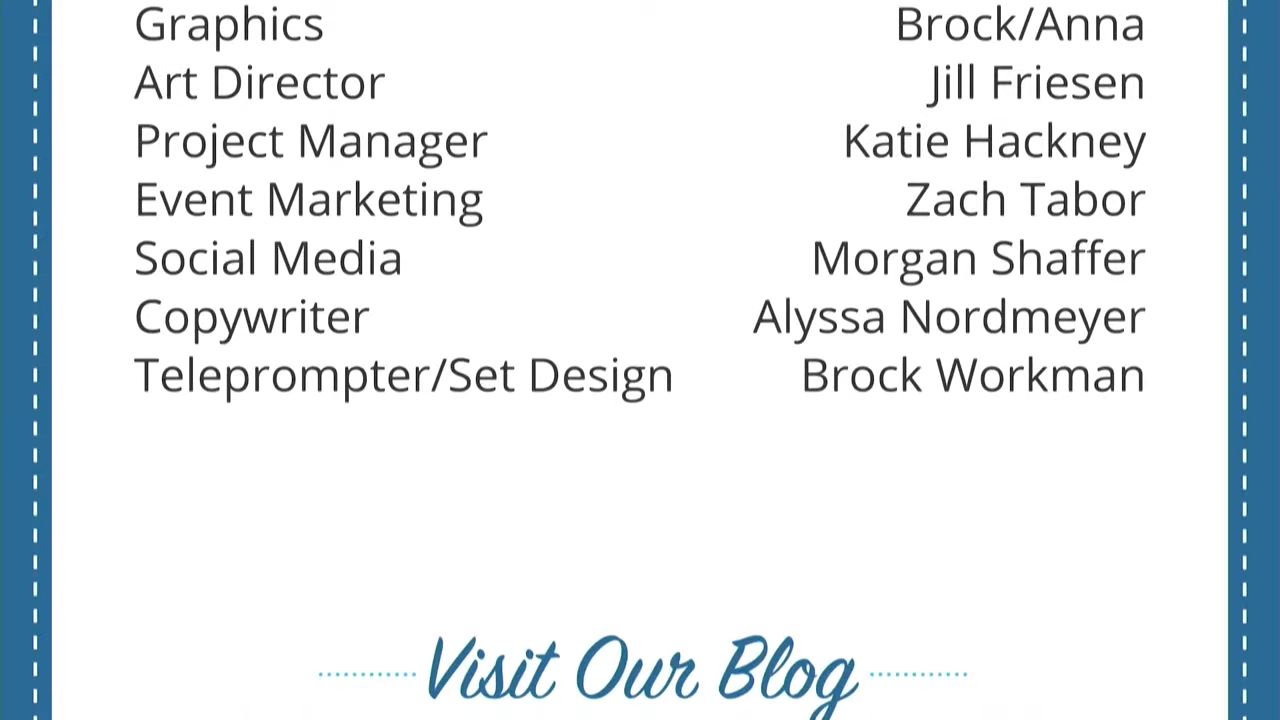 Graphics Brock/Anna
Art Director Jill Friesen
Project Manager Katie Hackney
Event Marketing Zach Tabor
Social Media Morgan Shaffer
Copywriter Alyssa Nordmeyer
Teleprompter/Set Design Brock Workman
Visit Our Blog